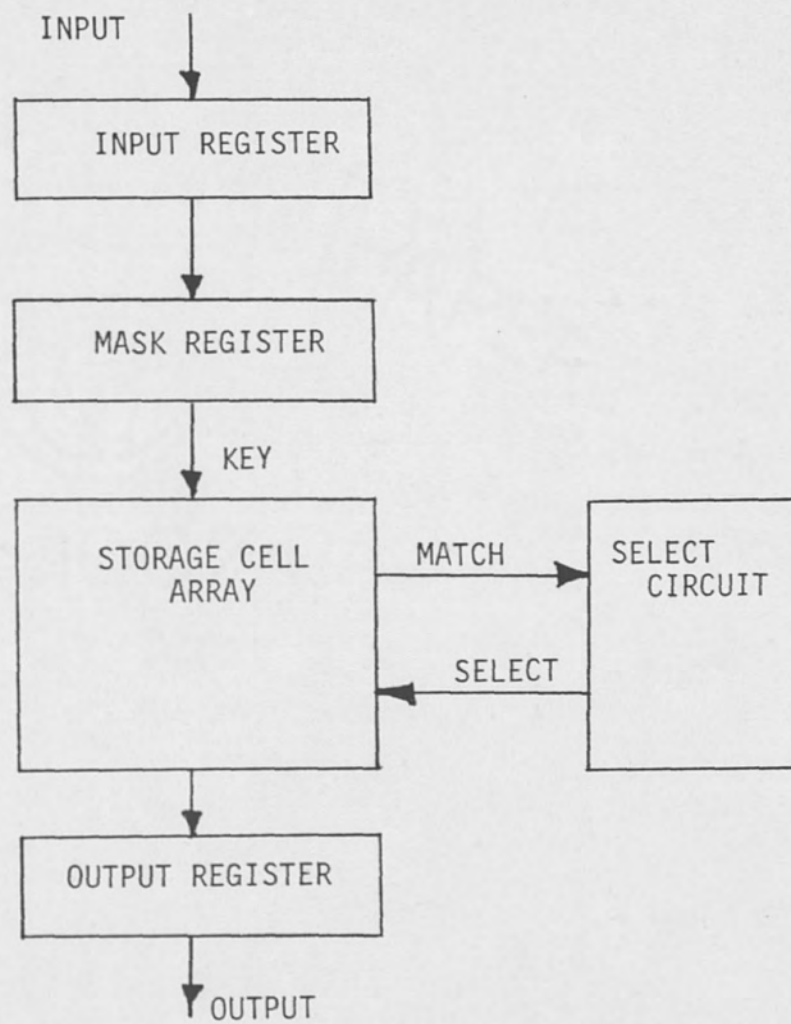 INPUT
INPUT REGISTER
MASK REGISTER
KEY
STORAGE CELL
ARRAY
MATCH
SELECT
CIRCUIT
SELECT
OUTPUT REGISTER
OUTPUT